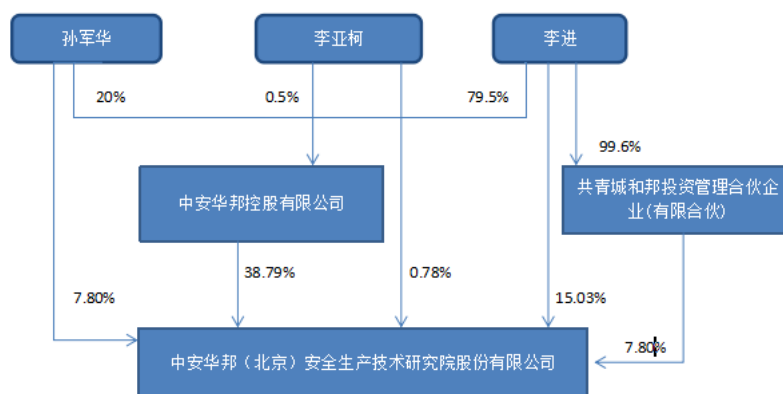 孙军华
李亚柯
李进
20%
0.5%
79.5%
99.6%
中安华邦控股有限公司
共青城和邦投资管理合伙企
业(有限合伙)
38.79%
0.78%
7.80%
15.03%
7.80%
中安华邦（北京）安全生产技术研究院股份有限公司